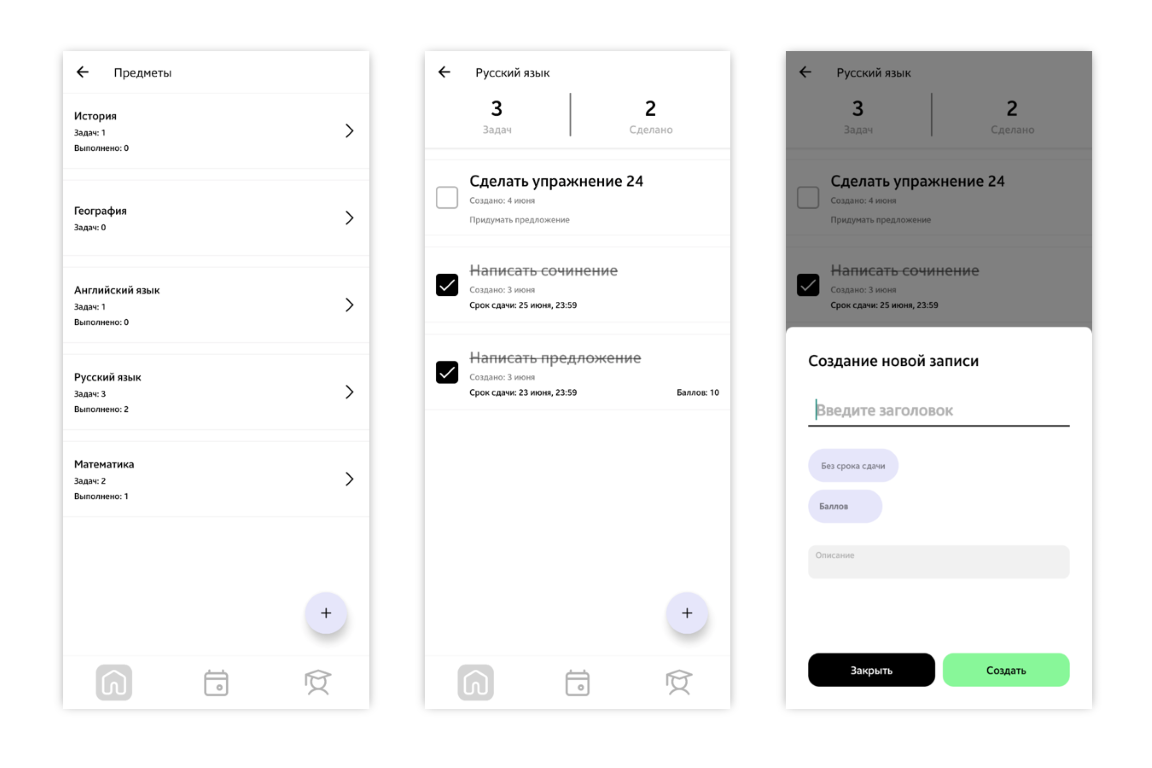 Предметы
История
Задач: 1
Выполнено: 0
География
Задач: 0
Английский язык
Задач: 1
Выполнено: 0
Русский язык
Задач: 3
Выполнено: 2
Математика
Задач: 2
Выполнено: 1
+
Русский язык
3 2
Задач Сделано
Сделать упражнение 24
Создано: 4 июня
Придумать предложение
Написать сочинение
Создано: 3 июня
Срок сдачи: 25 июня, 23:59
Написать предложение
Создано: 3 июня
Срок сдачи: 23 июня, 23:59 Баллов: 10
+
Русский язык
3 2
Задач Сделано
Сделать упражнение 24
Создано: 4 июня
Придумать предложение
Написать сочинение
Создано: 3 июня
Срок сдачи: 25 июня, 23:59
Создание новой записи
Введите заголовок
Без срока сдачи
Баллов
Описание
Закрыть Создать